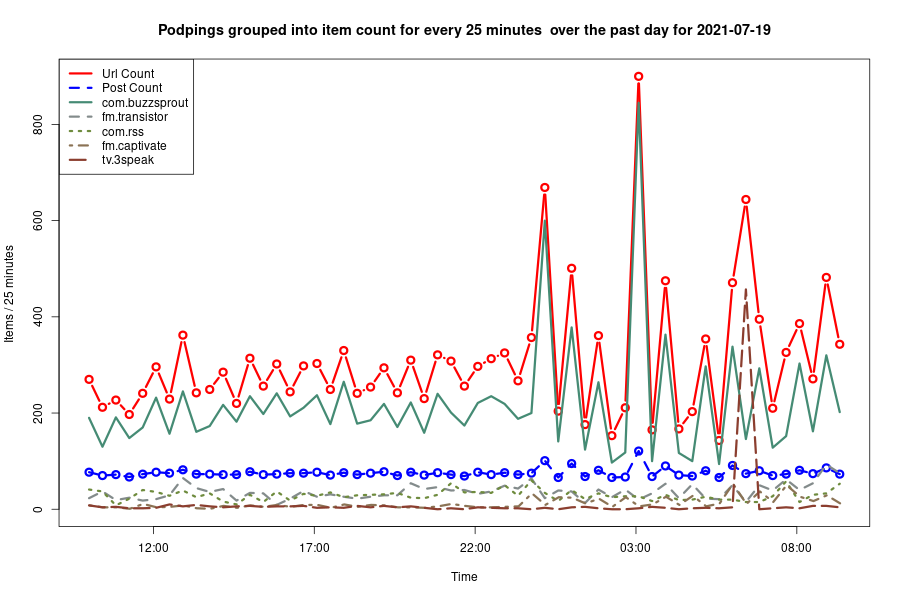 Podpings grouped into item count for every 25 minutes  over the past day for 2021-07-19
Url Count
Post Count
com.buzzsprout
fm.transistor
com.rss
fm.captivate
tv.3speak
Items / 25 minutes
800
600
400
200
0
12:00
17:00
22:00
03:00
08:00
Time